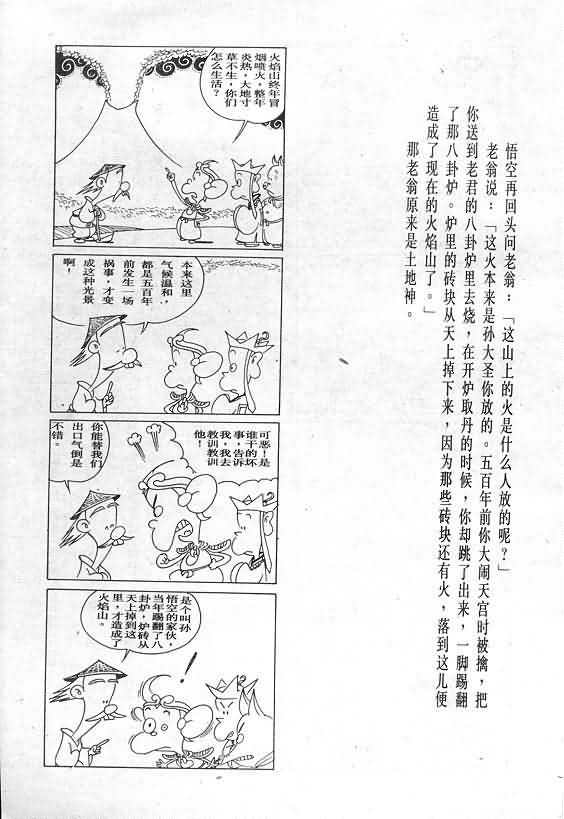 悟空再回头问老翁：「这山上的火是什么人放的呢？」
老翁说：「这火本来是孙大圣你放的。五百年前你大闹天宫时被擒，把
你送到老君的八卦炉里去烧，在开炉取丹的时候，你却跳了出来，一脚踢翻
了那八卦炉。炉里的砖块从天上掉下来，因为那些砖块还有火，落到这儿便
造成了现在的火焰山了。」
那老翁原来是土地神。
火焰山终年冒
烟喷火，整年
炎热，大地寸
草不生，你们
怎么生活？
本来这里
气候温和，
都是五百年
前发生一场
祸事，才变
成这种光景
啊！
可恶！是
谁干的坏
事，告诉
我，我去
教训教训
他！
你能替我们
出口气倒是
不错。
是个叫孙
悟空的家伙，
当年踢翻了八
卦炉，炉砖从
天上掉到这
里，才造成了
火焰山。
！